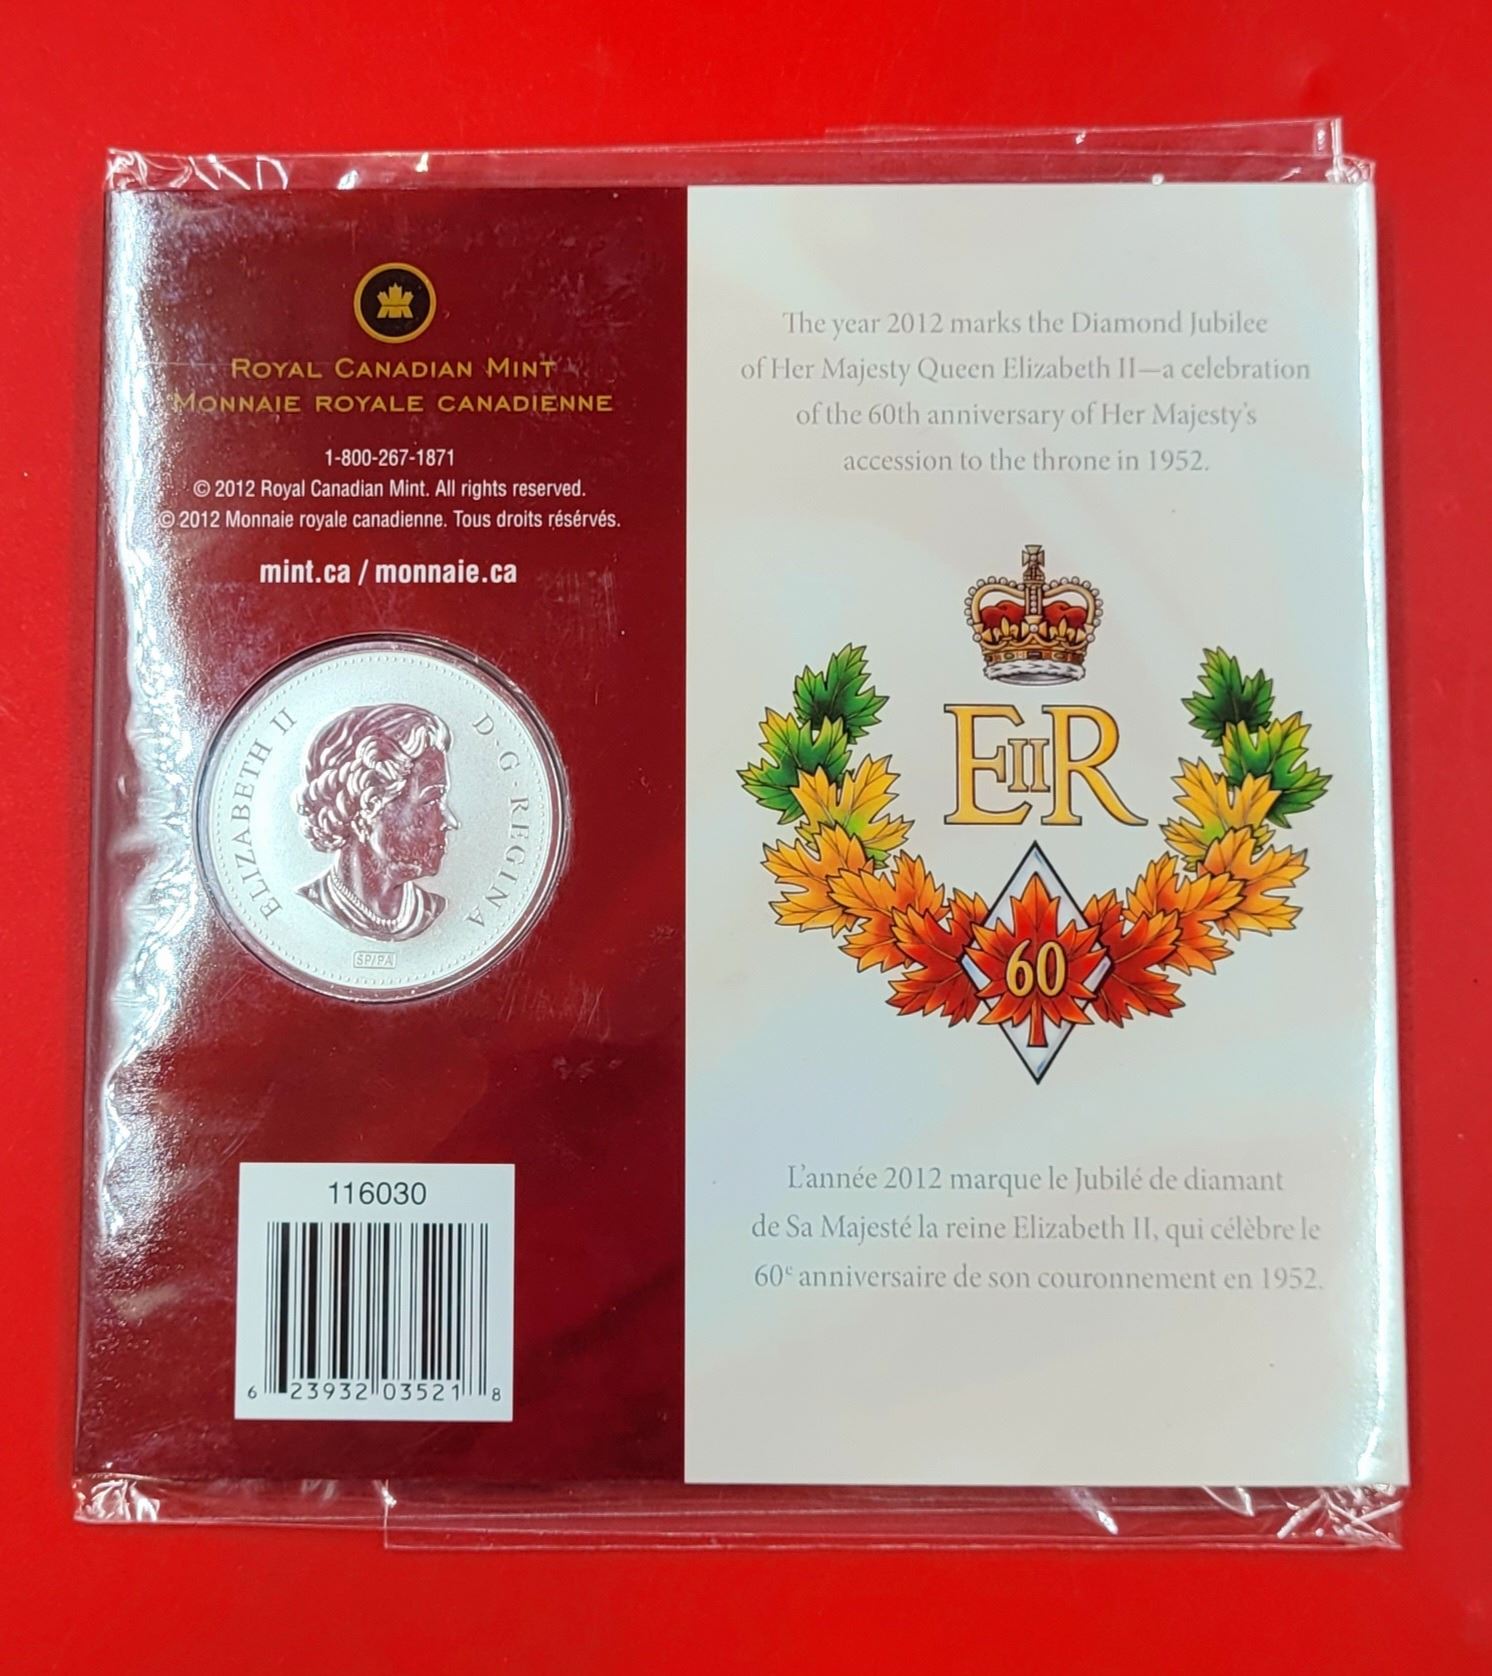 ROYAL CANADIAN MINT
MONNAIE ROYALE CANADIENNE
1-800-267-1871
© 2012 Royal Canadian Mint. All rights reserved.
© 2012 Monnaie royale canadienne. Tous droits résérvés.
mint.ca / monnaie.ca
ELIZABETH II
D·G·REGINA
SP/PA
116030
6 23932 03521 8
The year 2012 marks the Diamond Jubilee
of Her Majesty Queen Elizabeth II—a celebration
of the 60th anniversary of Her Majesty's
accession to the throne in 1952.
EIIR
60
L'année 2012 marque le Jubilé de diamant
de Sa Majesté la reine Elizabeth II, qui célèbre le
60e anniversaire de son couronnement en 1952.